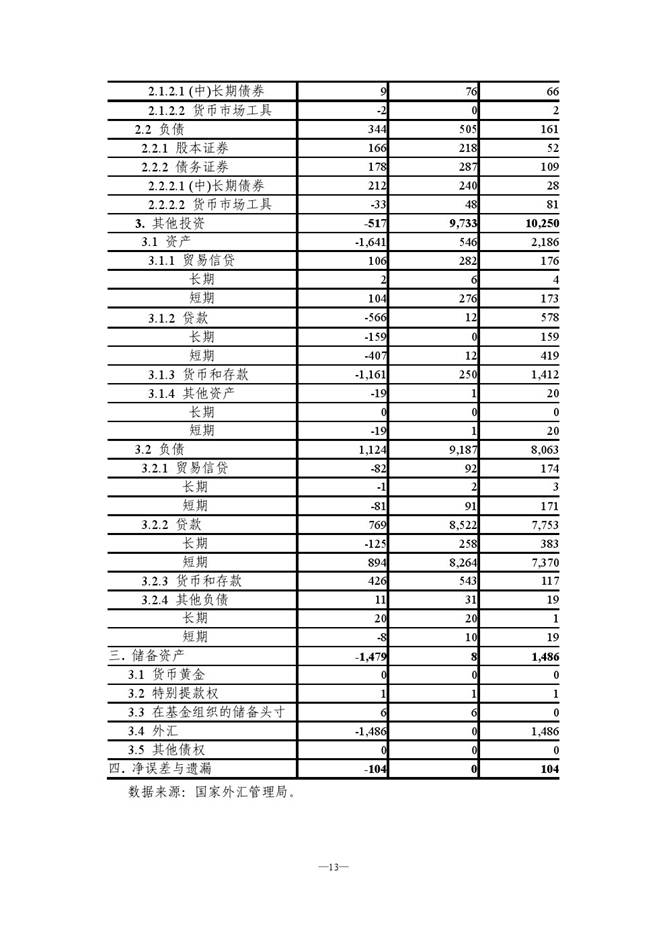 2.1.2.1 (中)长期债券 9 76 66
2.1.2.2 货币市场工具 -2 0 2
2.2 负债 344 505 161
2.2.1 股本证券 166 218 52
2.2.2 债务证券 178 287 109
2.2.2.1 (中)长期债券 212 240 28
2.2.2.2 货币市场工具 -33 48 81
3. 其他投资 -517 9,733 10,250
3.1 资产 -1,641 546 2,186
3.1.1 贸易信贷 106 282 176
长期 2 6 4
短期 104 276 173
3.1.2 贷款 -566 12 578
长期 -159 0 159
短期 -407 12 419
3.1.3 货币和存款 -1,161 250 1,412
3.1.4 其他资产 -19 1 20
长期 0 0 0
短期 -19 1 20
3.2 负债 1,124 9,187 8,063
3.2.1 贸易信贷 -82 92 174
长期 -1 2 3
短期 -81 91 171
3.2.2 贷款 769 8,522 7,753
长期 -125 258 383
短期 894 8,264 7,370
3.2.3 货币和存款 426 543 117
3.2.4 其他负债 11 31 19
长期 20 20 1
短期 -8 10 19
三. 储备资产 -1,479 8 1,486
3.1 货币黄金 0 0 0
3.2 特别提款权 1 1 1
3.3 在基金组织的储备头寸 6 6 0
3.4 外汇 -1,486 0 1,486
3.5 其他债权 0 0 0
四. 净误差与遗漏 -104 0 104
数据来源: 国家外汇管理局。
—13—